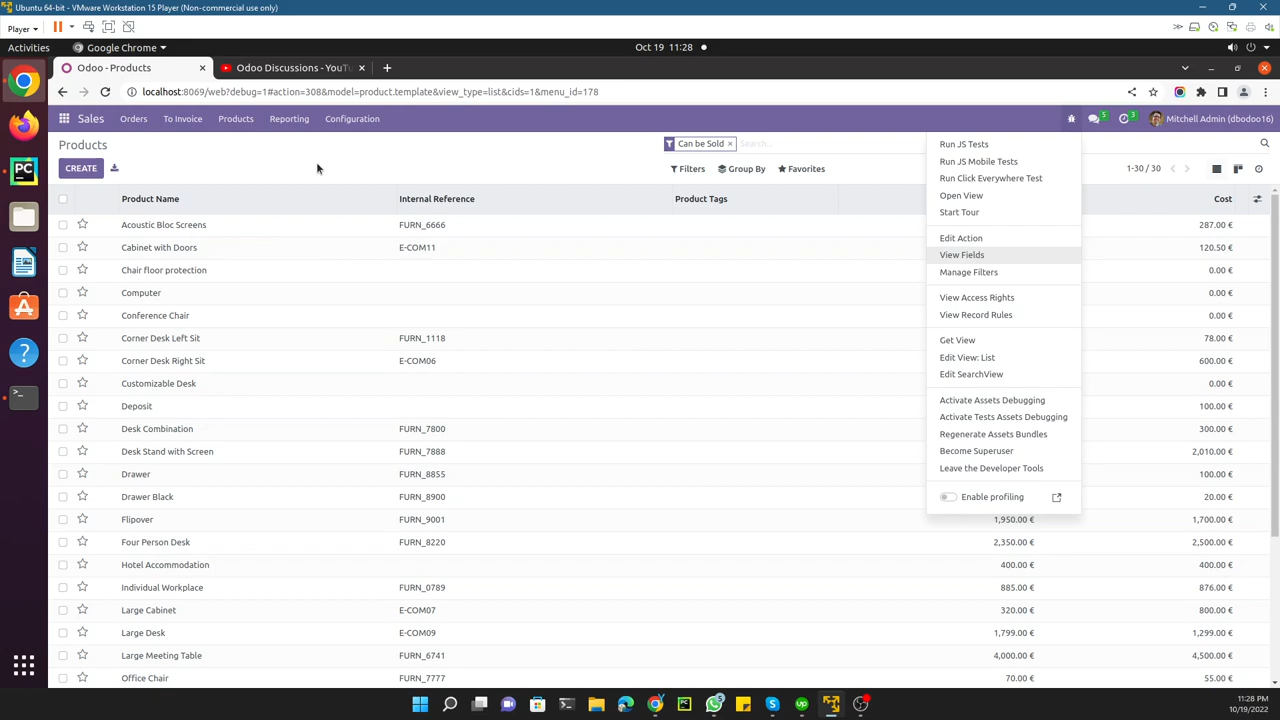 Ubuntu 64-bit - VMware Workstation 15 Player (Non-commercial use only)
Player
Activities
Google Chrome
Oct 19 11:28
Odoo - Products
Odoo Discussions - YouTu
localhost:8069/web?debug=1#action=308&model=product.template&view_type=list&cids=1&menu_id=178
Sales
Orders
To Invoice
Products
Reporting
Configuration
5
3
Mitchell Admin (dbodoo16)
Products
Can be Sold
Search...
CREATE
Filters
Group By
Favorites
1-30 / 30
Product Name
Internal Reference
Product Tags
Cost
Acoustic Bloc Screens FURN_6666 287.00 €
Cabinet with Doors E-COM11 120.50 €
Chair floor protection 0.00 €
Computer 0.00 €
Conference Chair 0.00 €
Corner Desk Left Sit FURN_1118 78.00 €
Corner Desk Right Sit E-COM06 600.00 €
Customizable Desk 0.00 €
Deposit 100.00 €
Desk Combination FURN_7800 300.00 €
Desk Stand with Screen FURN_7888 2,010.00 €
Drawer FURN_8855 100.00 €
Drawer Black FURN_8900 20.00 €
Flipover FURN_9001 1,950.00 € 1,700.00 €
Four Person Desk FURN_8220 2,350.00 € 2,500.00 €
Hotel Accommodation 400.00 € 400.00 €
Individual Workplace FURN_0789 885.00 € 876.00 €
Large Cabinet E-COM07 320.00 € 800.00 €
Large Desk E-COM09 1,799.00 € 1,299.00 €
Large Meeting Table FURN_6741 4,000.00 € 4,500.00 €
Office Chair FURN_7777 70.00 € 55.00 €
Run JS Tests
Run JS Mobile Tests
Run Click Everywhere Test
Open View
Start Tour
Edit Action
View Fields
Manage Filters
View Access Rights
View Record Rules
Get View
Edit View: List
Edit SearchView
Activate Assets Debugging
Activate Tests Assets Debugging
Regenerate Assets Bundles
Become Superuser
Leave the Developer Tools
Enable profiling
11:28 PM
10/19/2022